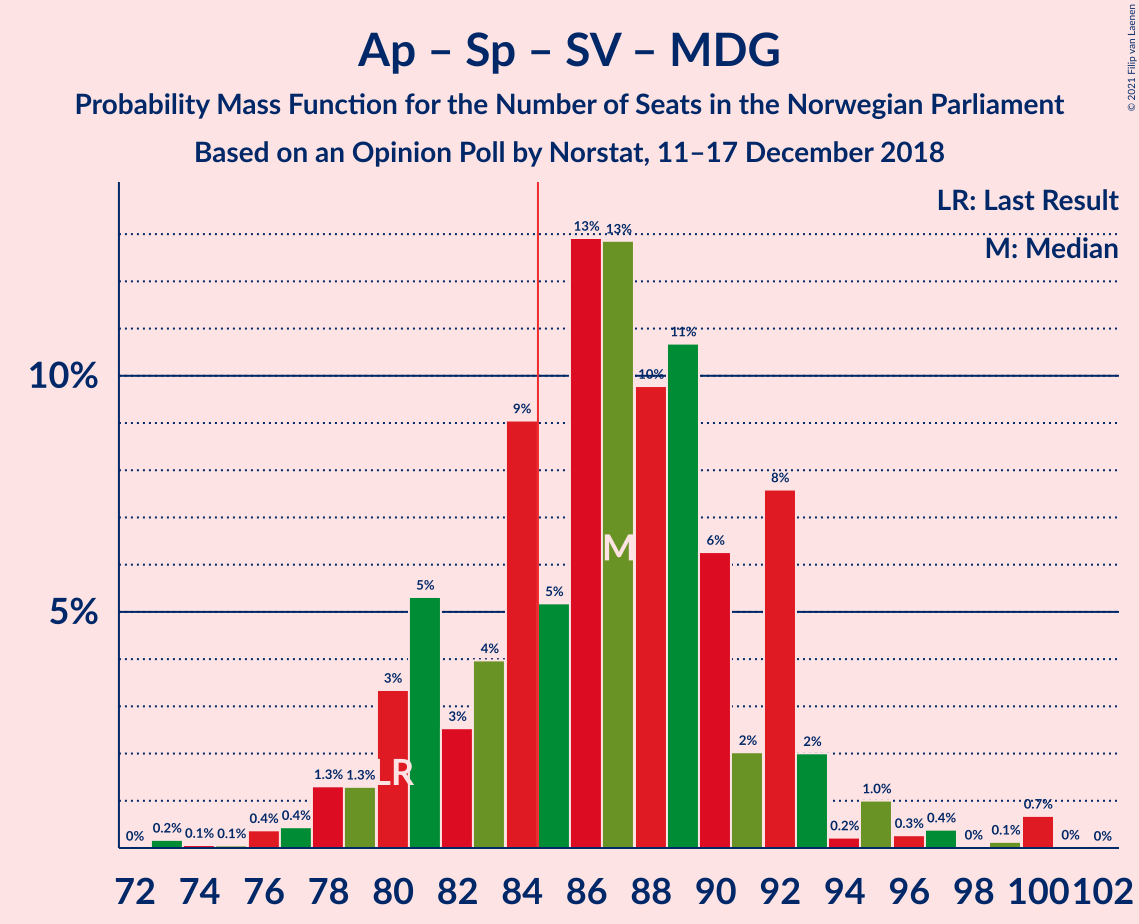 Ap – Sp – SV – MDG
Probability Mass Function for the Number of Seats in the Norwegian Parliament
Based on an Opinion Poll by Norstat, 11–17 December 2018
© 2021 Filip van Laenen
LR: Last Result
M: Median
10%
5%
0% 0.2% 0.1% 0.1% 0.4% 0.4% 1.3% 1.3% 3% 5% 3% 4% 9% 5% 13% 13% 10% 11% 6% 2% 8% 2% 0.2% 1.0% 0.3% 0.4% 0% 0.1% 0.7% 0% 0%
M
LR
72 74 76 78 80 82 84 86 88 90 92 94 96 98 100 102